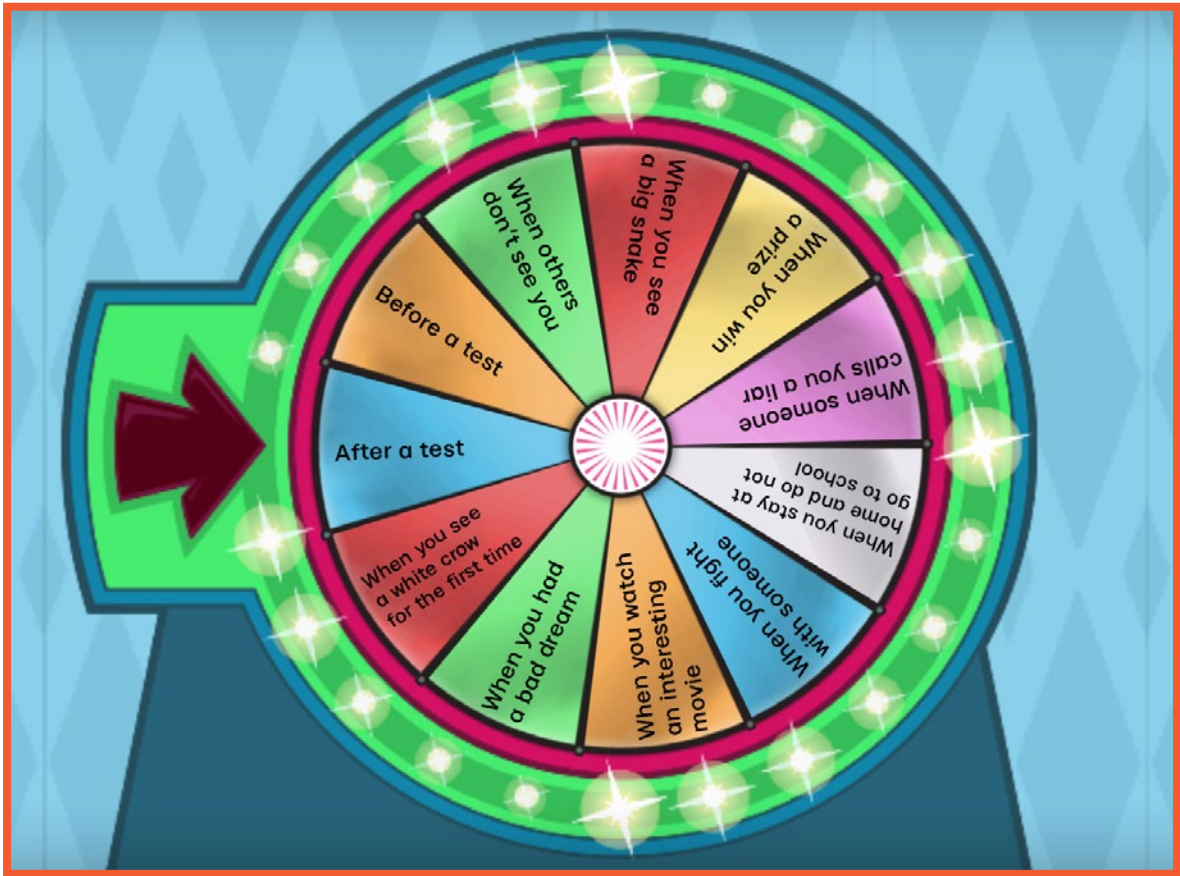 When you see
a big snake
When you win
a prize
When someone
calls you a liar
When you stay at
home and do not
go to school
When you fight
with someone
When you watch
an interesting
movie
When you had
a bad dream
When you see
a white crow
for the first time
After a test
Before a test
When others
don't see you